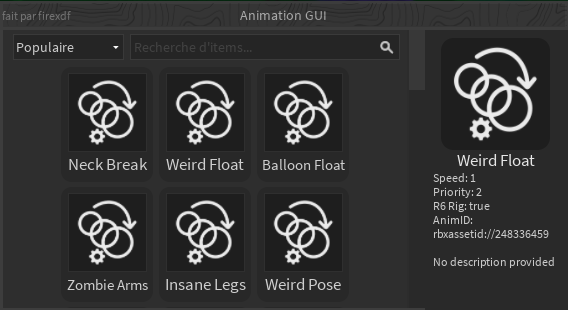 fait par firexdf
Animation GUI
Populaire
Recherche d'items...
Neck Break
Weird Float
Balloon Float
Zombie Arms
Insane Legs
Weird Pose
Weird Float
Speed: 1
Priority: 2
R6 Rig: true
AnimID:
rbxassetid://248336459
No description provided